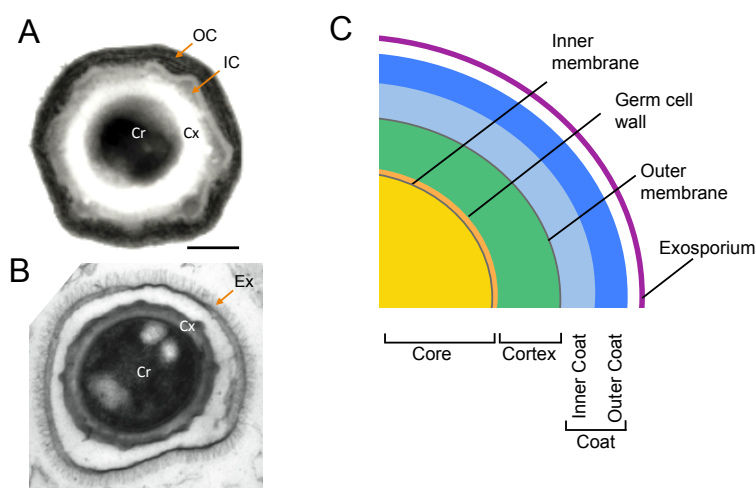 A
OC
IC
Cr
Cx
B
Ex
Cx
Cr
C
Inner
membrane
Germ cell
wall
Outer
membrane
Exosporium
Core
Cortex
Inner Coat
Outer Coat
Coat